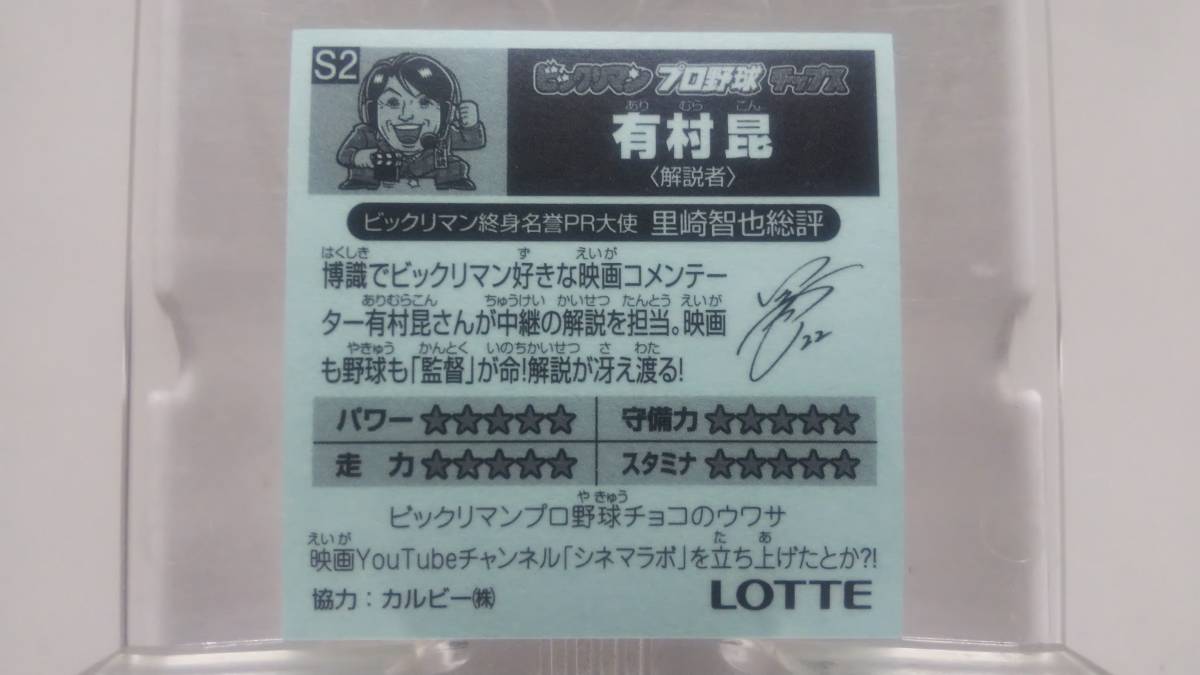 S2
ビックリマン プロ野球 チップス
あり むら こん
有村昆
〈解説者〉
ビックリマン終身名誉PR大使 里崎智也総評
はくしき ず えいが
博識でビックリマン好きな映画コメンテー
ありむらこん ちゅうけい かいせつ たんとう えいが
ター有村昆さんが中継の解説を担当。映画
やきゅう かんとく いのちかいせつ さ わた
も野球も「監督」が命!解説が冴え渡る!
22
パワー ★★★★★ 守備力 ★★★★★
走 力 ★★★★★ スタミナ ★★★★★
や きゅう
ビックリマンプロ野球チョコのウワサ
えいが た あ
映画YouTubeチャンネル「シネマラボ」を立ち上げたとか?!
協力:カルビー㈱ LOTTE